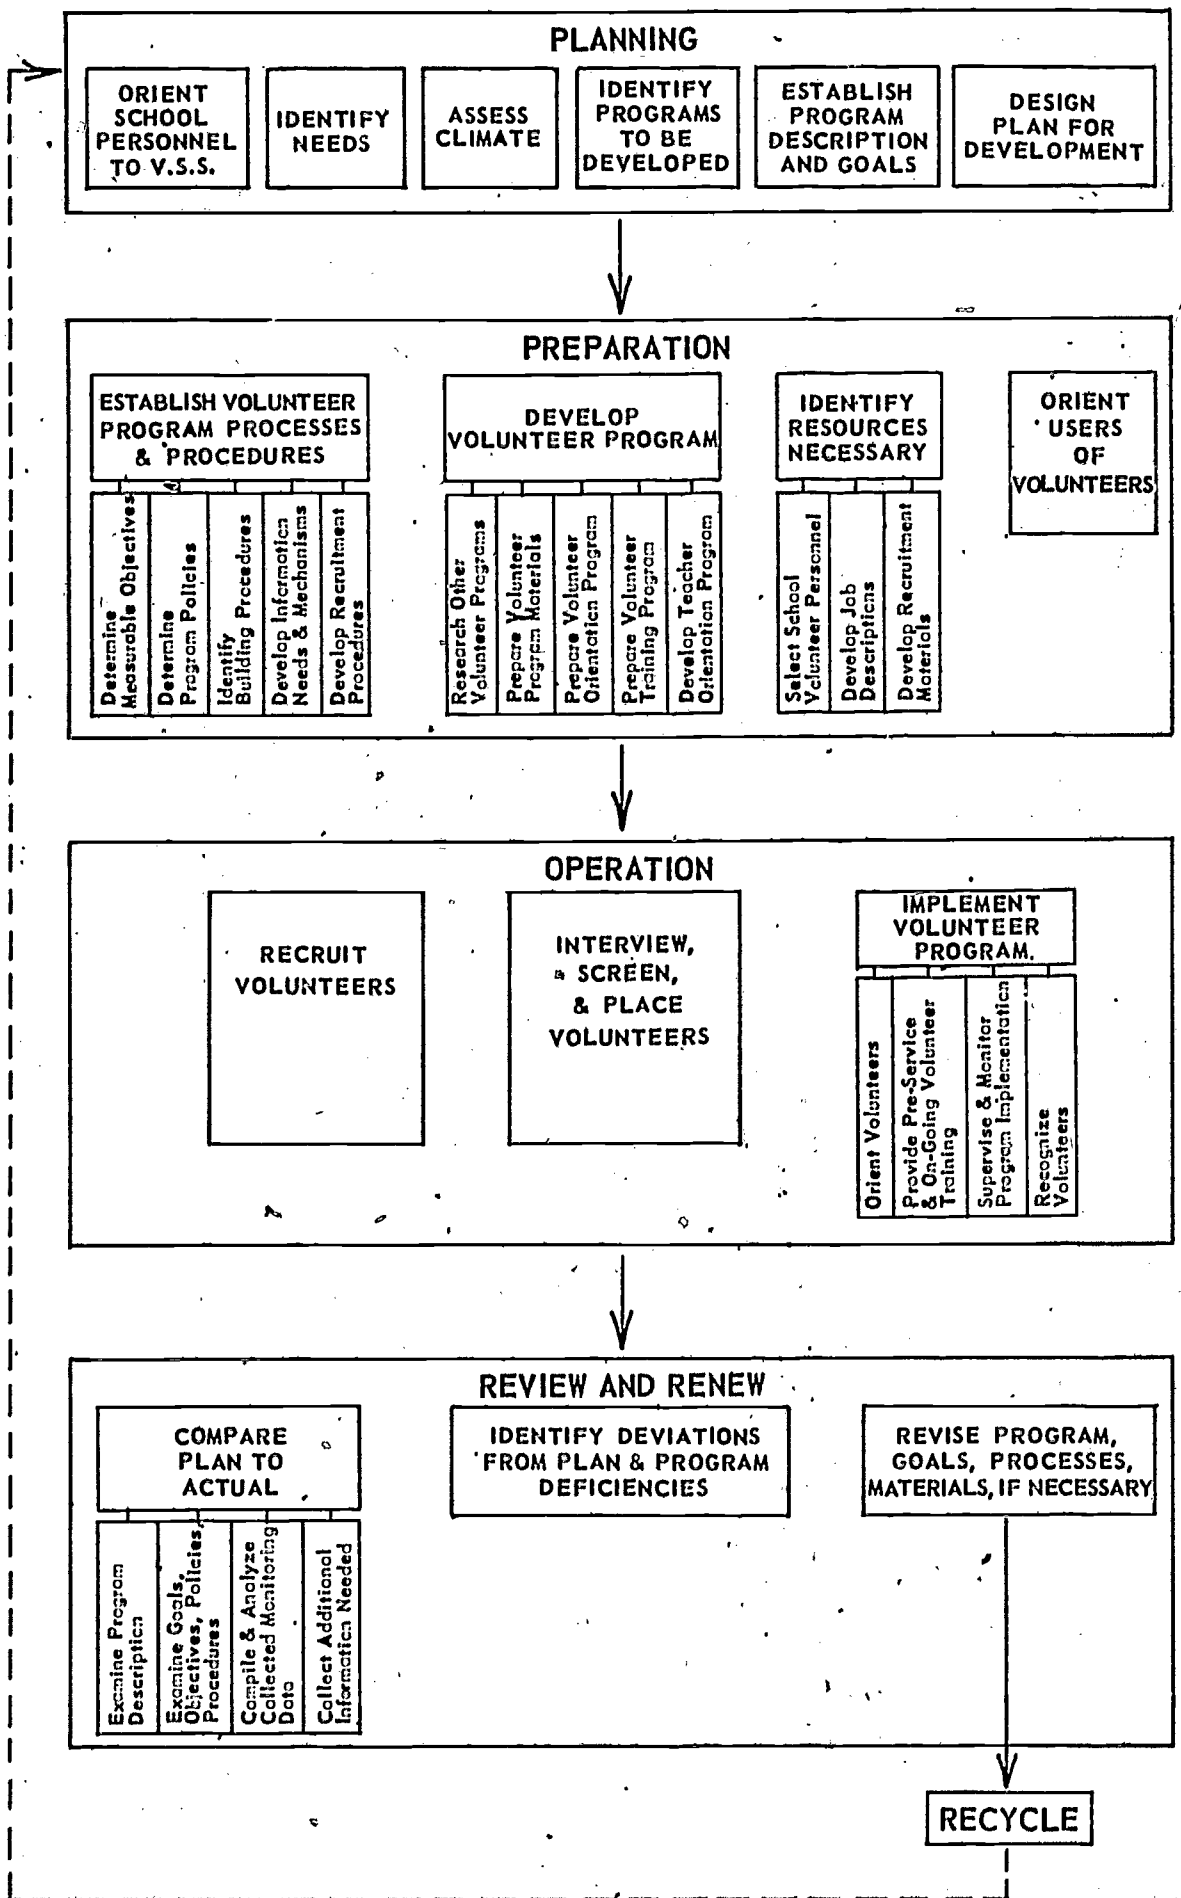 PLANNING
ORIENT
SCHOOL
PERSONNEL
TO V.S.S.
IDENTIFY
NEEDS
ASSESS
CLIMATE
IDENTIFY
PROGRAMS
TO BE
DEVELOPED
ESTABLISH
PROGRAM
DESCRIPTION
AND GOALS
DESIGN
PLAN FOR
DEVELOPMENT
PREPARATION
ESTABLISH VOLUNTEER
PROGRAM PROCESSES
& PROCEDURES
Determine
Measurable Objectives
Determine
Program Policies
Identify
Building Procedures
Develop Information
Needs & Mechanisms
Develop Recruitment
Procedures
DEVELOP
VOLUNTEER PROGRAM
Research Other
Volunteer Programs
Prepare Volunteer
Program Materials
Prepare Volunteer
Orientation Program
Prepare Volunteer
Training Program
Develop Teacher
Orientation Program
IDENTIFY
RESOURCES
NECESSARY
Select School
Volunteer Personnel
Develop Job
Descriptions
Develop Recruitment
Materials
ORIENT
USERS
OF
VOLUNTEERS
OPERATION
RECRUIT
VOLUNTEERS
INTERVIEW,
SCREEN,
& PLACE
VOLUNTEERS
IMPLEMENT
VOLUNTEER
PROGRAM.
Orient Volunteers
Provide Pre-Service
& On-Going Volunteer
Training
Supervise & Monitor
Program Implementation
Recognize
Volunteers
REVIEW AND RENEW
COMPARE
PLAN TO
ACTUAL
Examine Program
Description
Examine Goals,
Objectives, Policies,
Procedures
Compile & Analyze
Collected Monitoring
Data
Collect Additional
Information Needed
IDENTIFY DEVIATIONS
FROM PLAN & PROGRAM
DEFICIENCIES
REVISE PROGRAM,
GOALS, PROCESSES,
MATERIALS, IF NECESSARY
RECYCLE